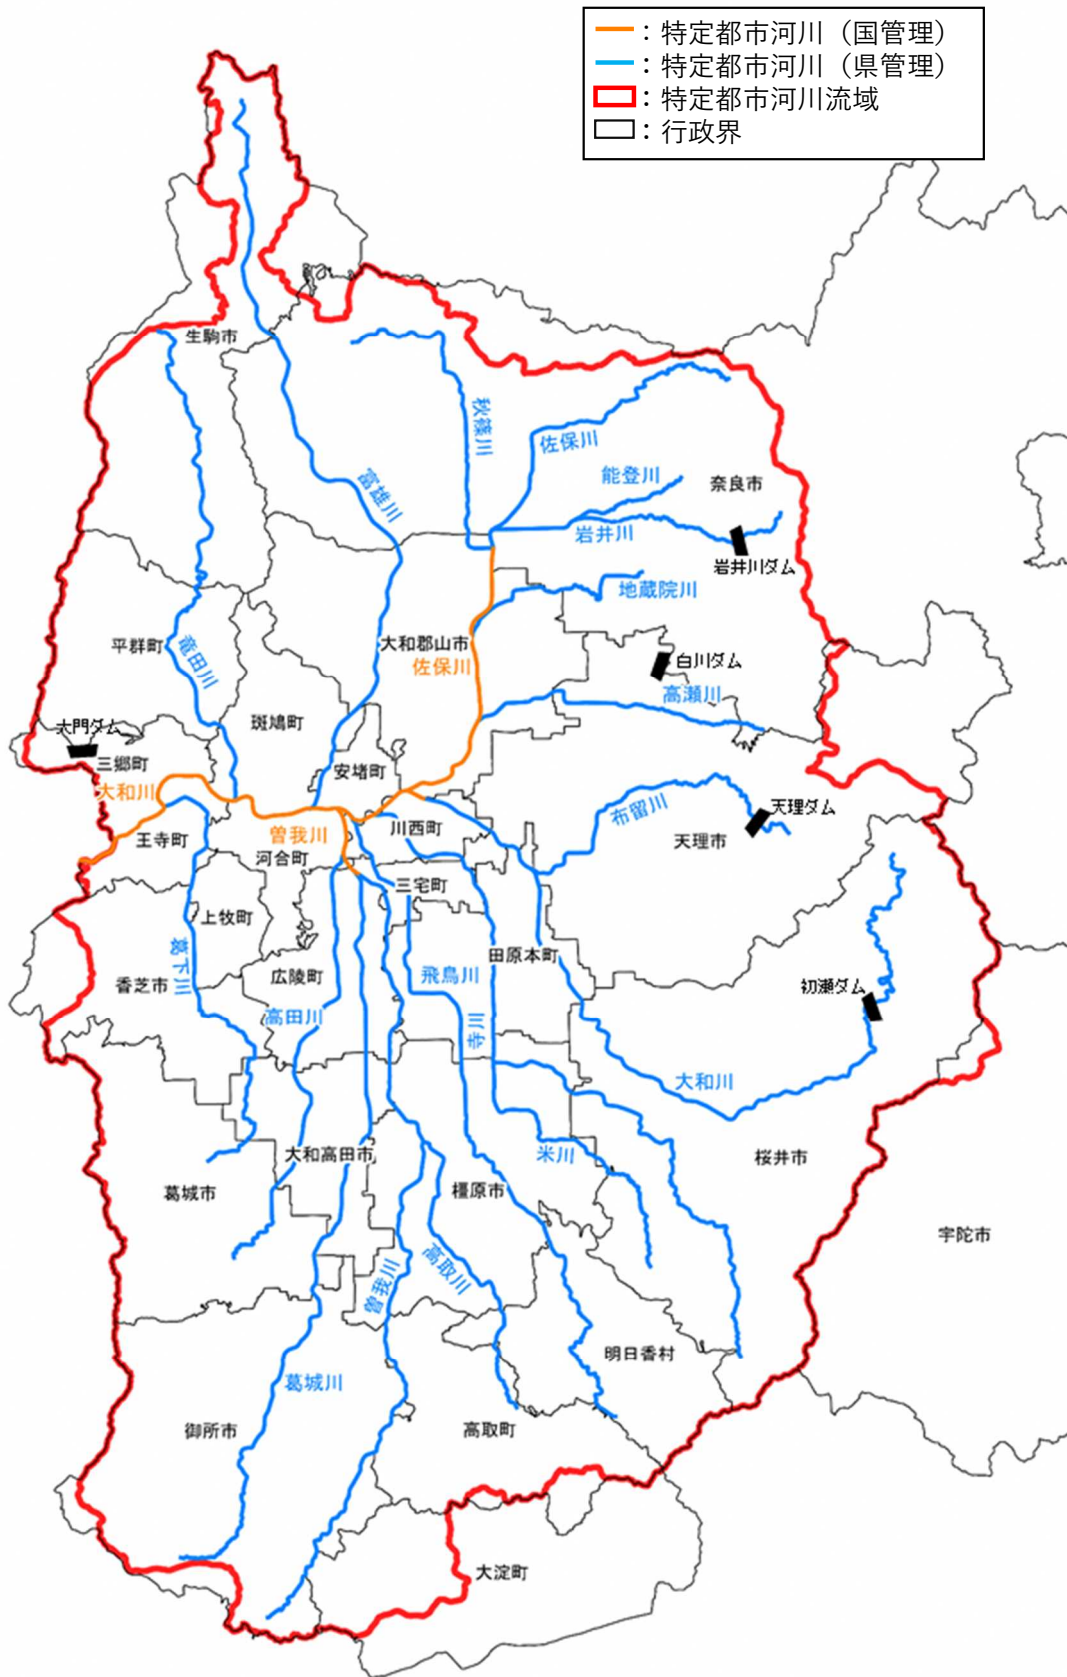 ：特定都市河川（国管理）
：特定都市河川（県管理）
：特定都市河川流域
：行政界
生駒市
秋篠川
佐保川
能登川
奈良市
富雄川
岩井川
岩井川ダム
地蔵院川
平群町
竜田川
大和郡山市
佐保川
白川ダム
高瀬川
斑鳩町
大門ダム
三郷町
安堵町
大和川
天理ダム
布留川
王寺町
曽我川
川西町
天理市
河合町
三宅町
上牧町
葛下川
田原本町
香芝市
広陵町
飛鳥川
初瀬ダム
高田川
寺川
大和川
大和高田市
米川
桜井市
葛城市
橿原市
宇陀市
高取川
曽我川
明日香村
葛城川
御所市
高取町
大淀町